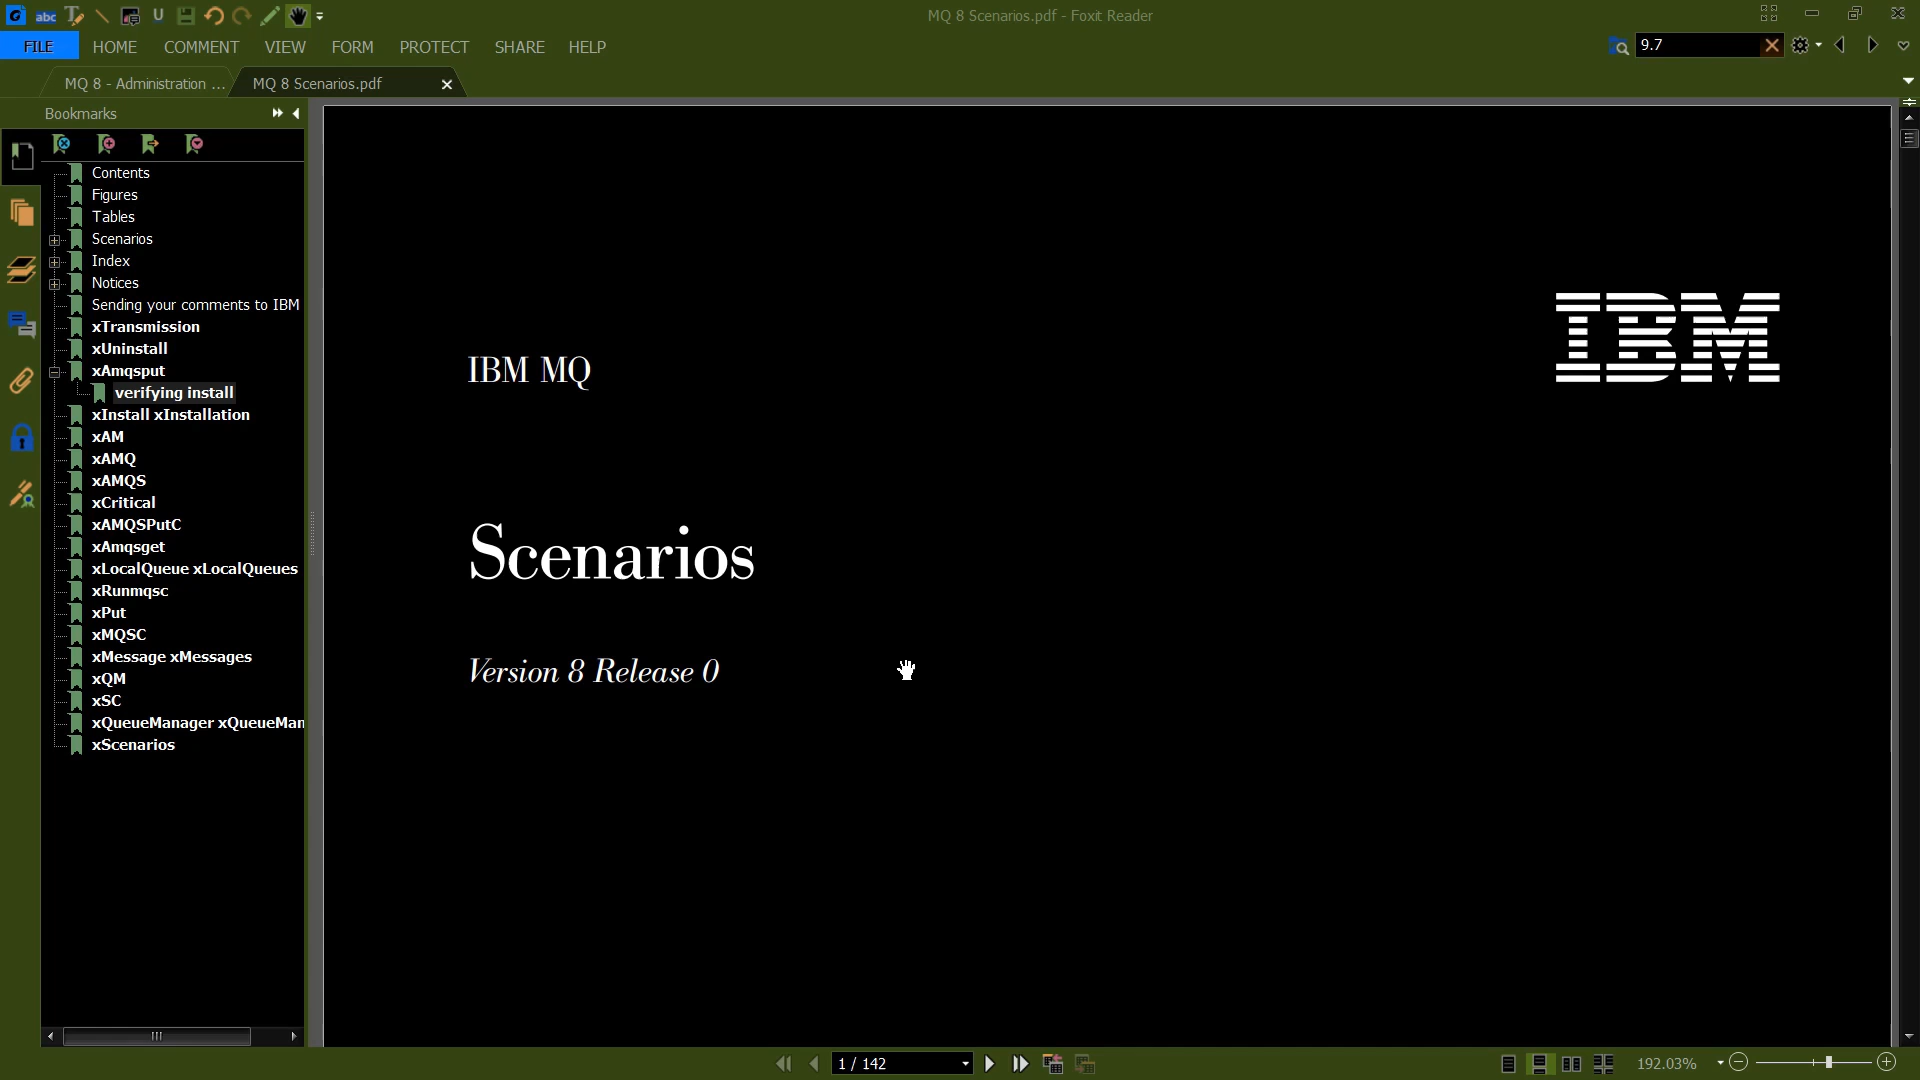 abc
MQ 8 Scenarios.pdf - Foxit Reader
FILE HOME COMMENT VIEW FORM PROTECT SHARE HELP
9.7
MQ 8 - Administration ...
MQ 8 Scenarios.pdf
Bookmarks
Contents
Figures
Tables
Scenarios
Index
Notices
Sending your comments to IBM
xTransmission
xUninstall
xAmqsput
verifying install
xInstall xInstallation
xAM
xAMQ
xAMQS
xCritical
xAMQSPutC
xAmqsget
xLocalQueue xLocalQueues
xRunmqsc
xPut
xMQSC
xMessage xMessages
xQM
xSC
xQueueManager xQueueMan
xScenarios
IBM MQ
IBM
Scenarios
Version 8 Release 0
1 / 142
192.03%